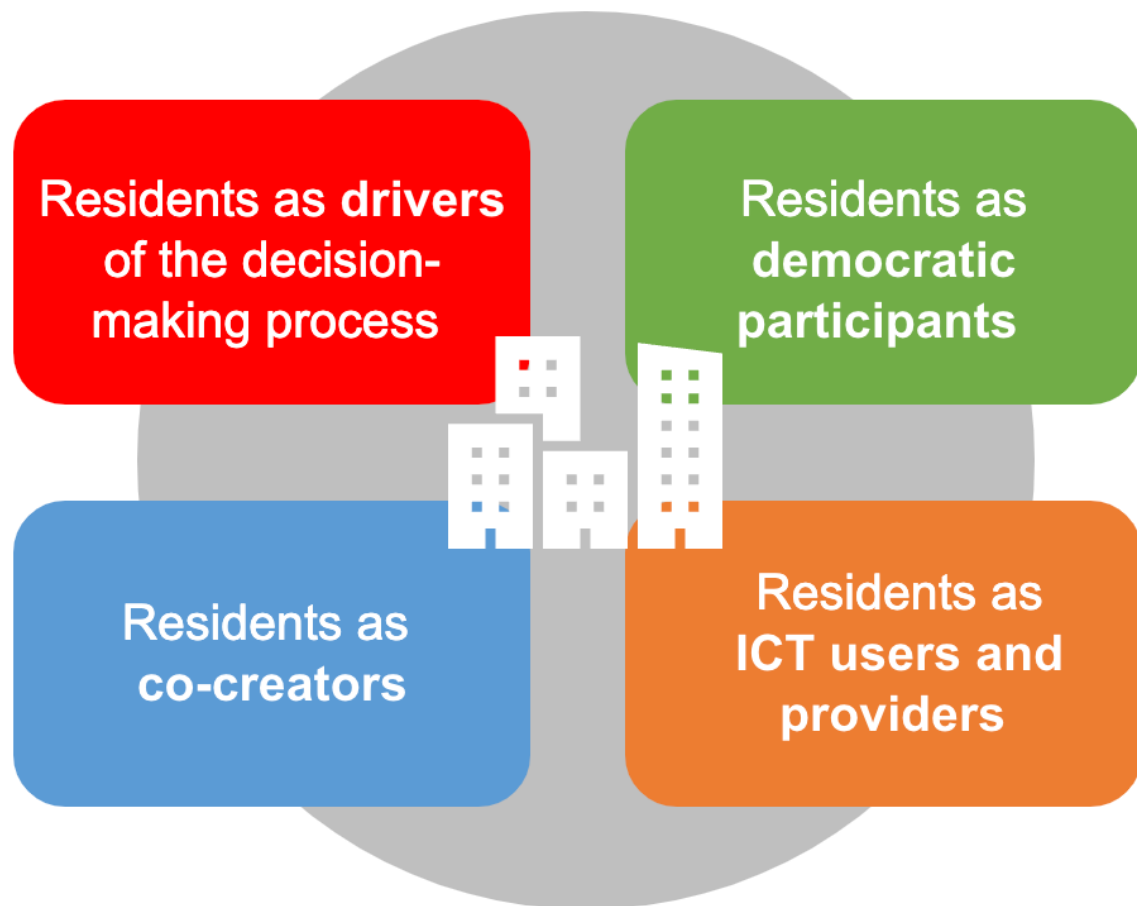 Residents as drivers
of the decision-
making process
Residents as
democratic
participants
Residents as
co-creators
Residents as
ICT users and
providers